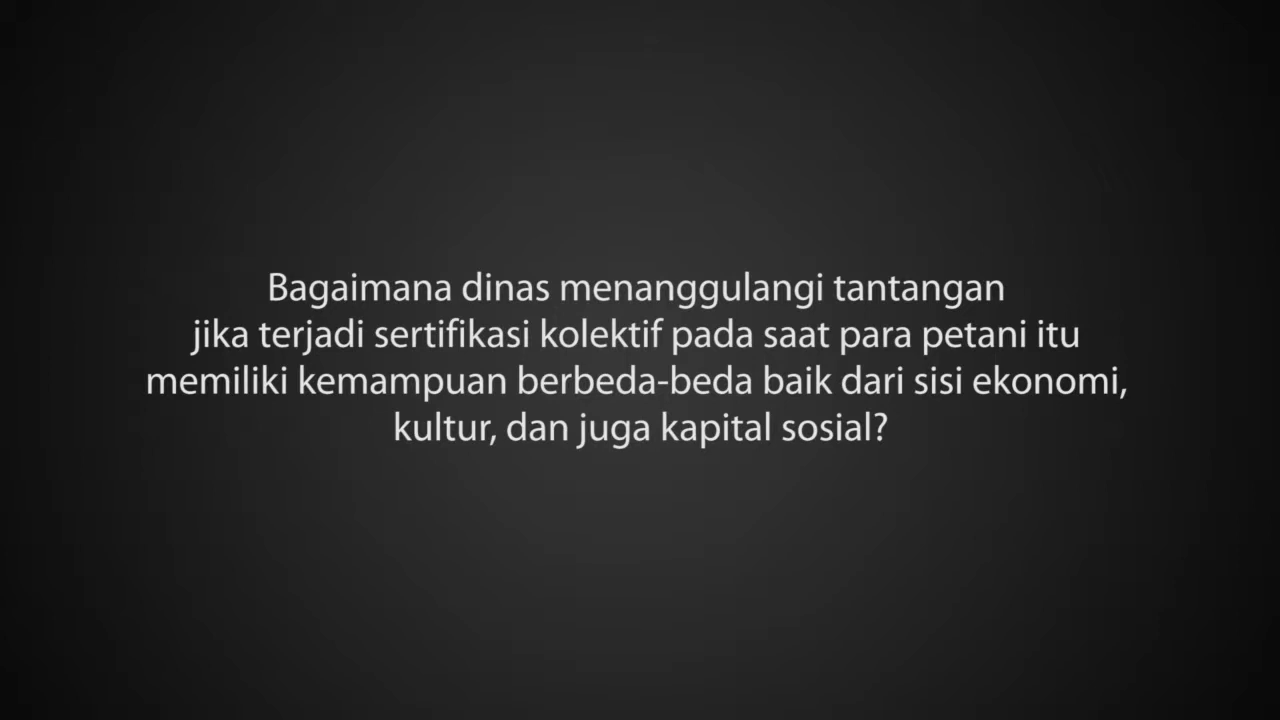 Bagaimana dinas menanggulangi tantangan
jika terjadi sertifikasi kolektif pada saat para petani itu
memiliki kemampuan berbeda-beda baik dari sisi ekonomi,
kultur, dan juga kapital sosial?